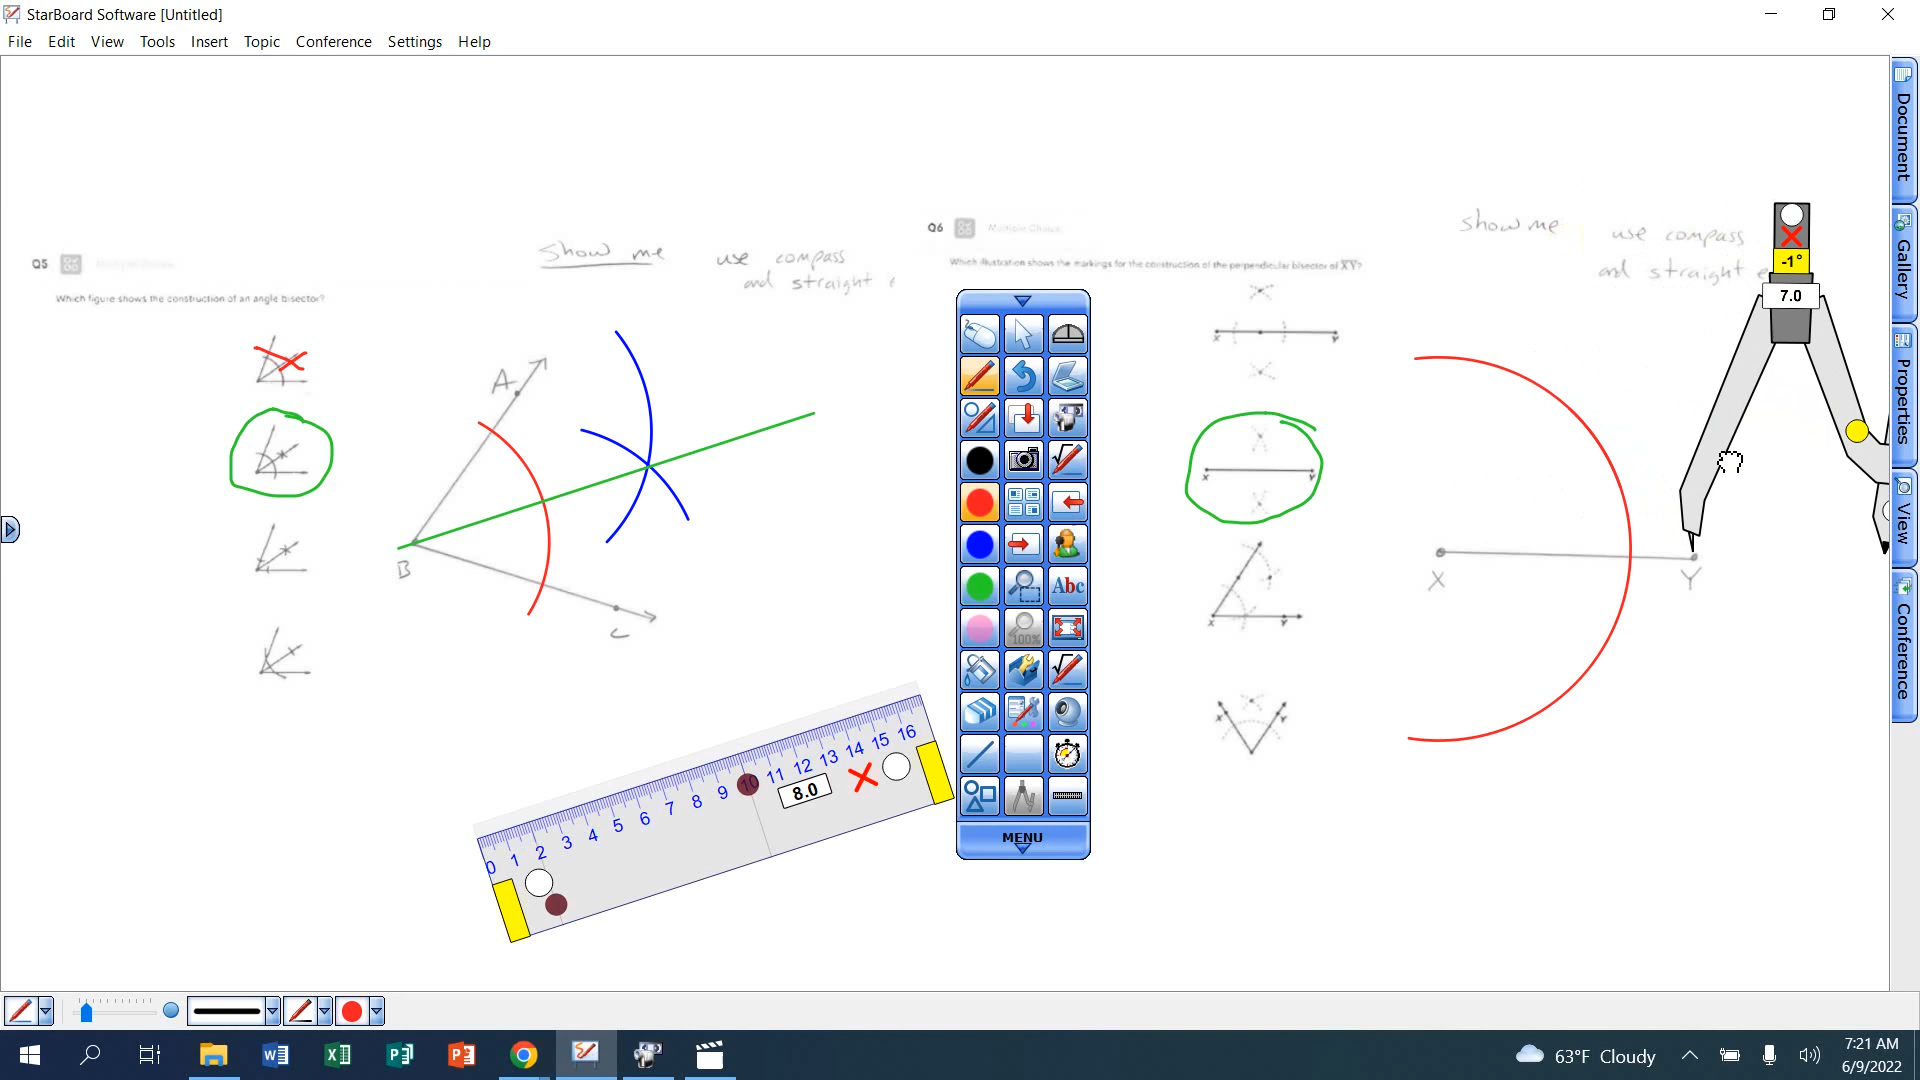 StarBoard Software [Untitled]
File Edit View Tools Insert Topic Conference Settings Help
Q5
Show me
use compass
and straight e
Which figure shows the construction of an angle bisector?
A
B
C
Q6 Multiple Choice
Show me
use compass
and straight e
Which illustration shows the markings for the construction of the perpendicular bisector of XY?
X Y
X Y
X Y
X Y
X Y
-1°
7.0
100%
Abc
MENU
0 1 2 3 4 5 6 7 8 9 10 11 12 13 14 15 16
8.0
Document
Gallery
Properties
View
Conference
63°F Cloudy
7:21 AM
6/9/2022